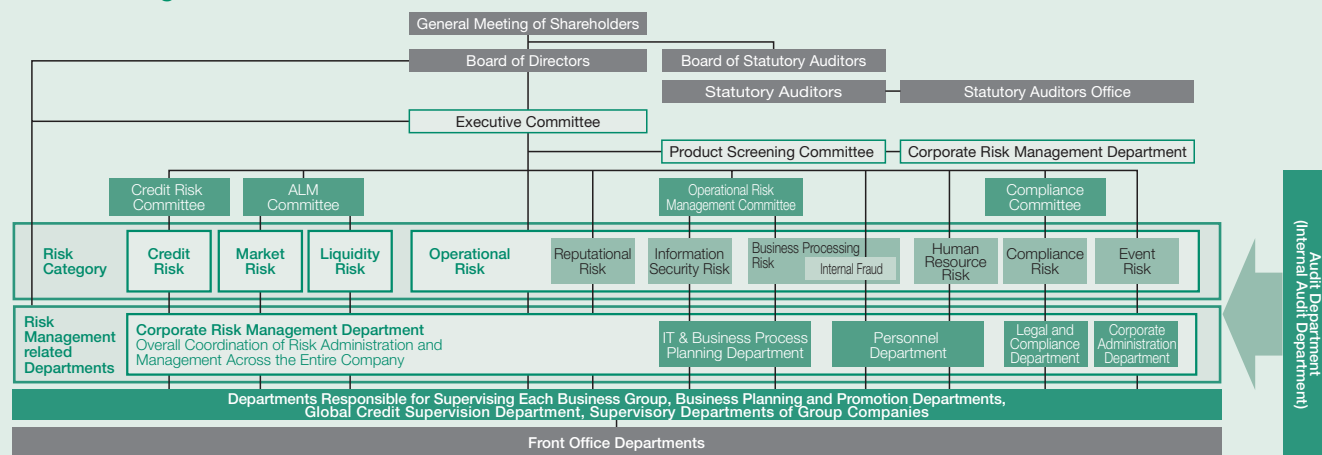 General Meeting of Shareholders
Board of Directors
Board of Statutory Auditors
Statutory Auditors
Statutory Auditors Office
Executive Committee
Product Screening Committee
Corporate Risk Management Department
Credit Risk
Committee
ALM
Committee
Operational Risk
Management Committee
Compliance
Committee
Risk
Category
Credit
Risk
Market
Risk
Liquidity
Risk
Operational
Risk
Reputational
Risk
Information
Security Risk
Business Processing
Risk
Internal Fraud
Human
Resource
Risk
Compliance
Risk
Event
Risk
Risk
Management
related
Departments
Corporate Risk Management Department
Overall Coordination of Risk Administration and
Management Across the Entire Company
IT & Business Process
Planning Department
Personnel
Department
Legal and
Compliance
Department
Corporate
Administration
Department
Departments Responsible for Supervising Each Business Group, Business Planning and Promotion Departments,
Global Credit Supervision Department, Supervisory Departments of Group Companies
Front Office Departments
Audit Department
(Internal Audit Department)